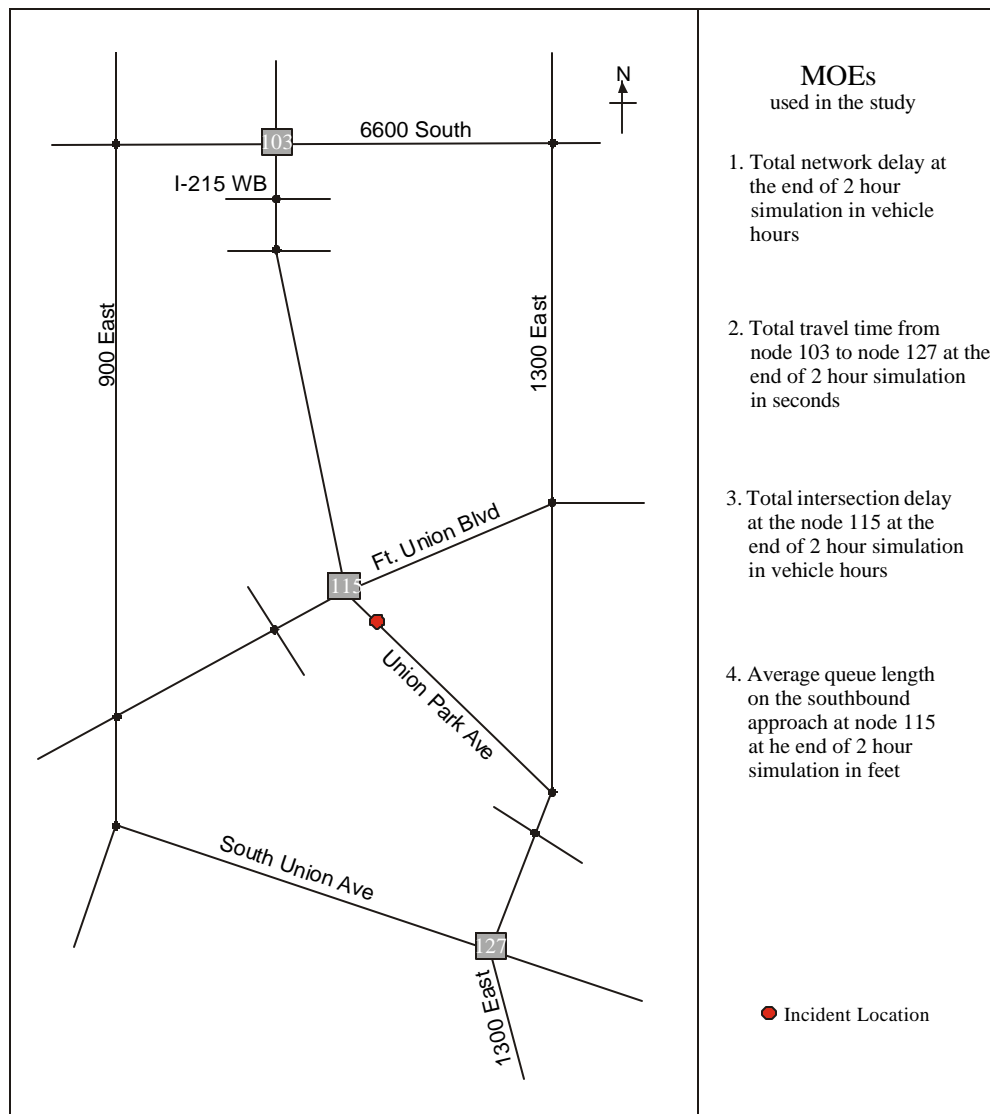 N
6600 South
103
I-215 WB
900 East
1300 East
Ft. Union Blvd
115
Union Park Ave
South Union Ave
127
1300 East
MOEs
used in the study
1. Total network delay at
the end of 2 hour
simulation in vehicle
hours
2. Total travel time from
node 103 to node 127 at the
end of 2 hour simulation
in seconds
3. Total intersection delay
at the node 115 at the
end of 2 hour simulation
in vehicle hours
4. Average queue length
on the southbound
approach at node 115
at he end of 2 hour
simulation in feet
Incident Location